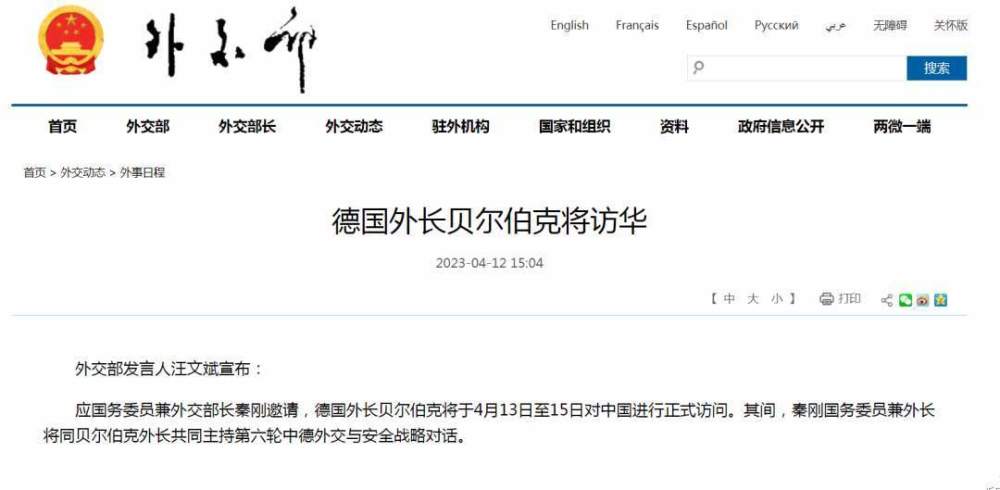 外交部
English Français Español Русский عربي 无障碍 关怀版
搜索
首页 外交部 外交部长 外交动态 驻外机构 国家和组织 资料 政府信息公开 两微一端
首页 > 外交动态 > 外事日程
德国外长贝尔伯克将访华
2023-04-12 15:04
【 中 大 小 】 打印
外交部发言人汪文斌宣布：
应国务委员兼外交部长秦刚邀请，德国外长贝尔伯克将于4月13日至15日对中国进行正式访问。其间，秦刚国务委员兼外长
将同贝尔伯克外长共同主持第六轮中德外交与安全战略对话。